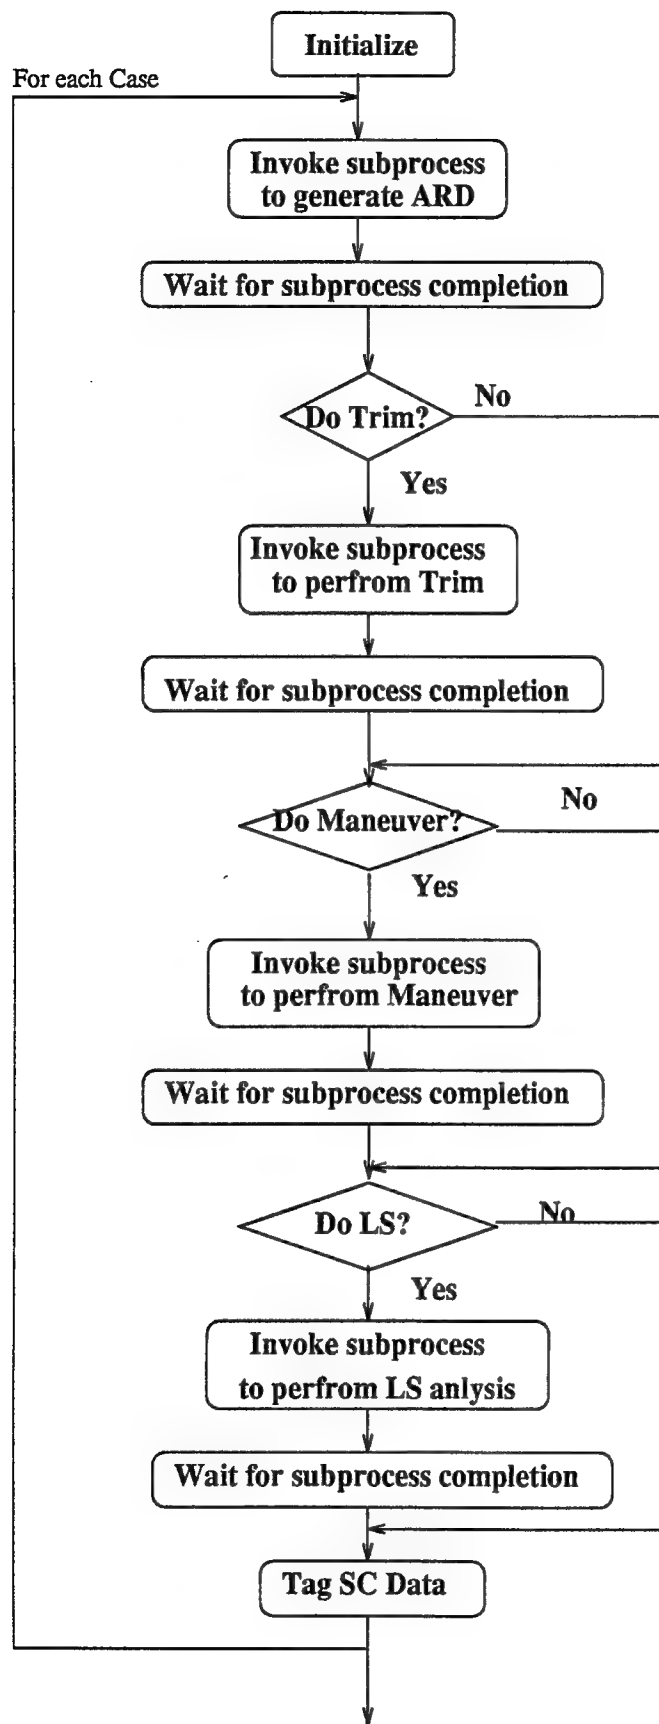 Initialize
For each Case
Invoke subprocess
to generate ARD
Wait for subprocess completion
Do Trim?
No
Yes
Invoke subprocess
to perfrom Trim
Wait for subprocess completion
Do Maneuver?
No
Yes
Invoke subprocess
to perfrom Maneuver
Wait for subprocess completion
Do LS?
No
Yes
Invoke subprocess
to perfrom LS anlysis
Wait for subprocess completion
Tag SC Data